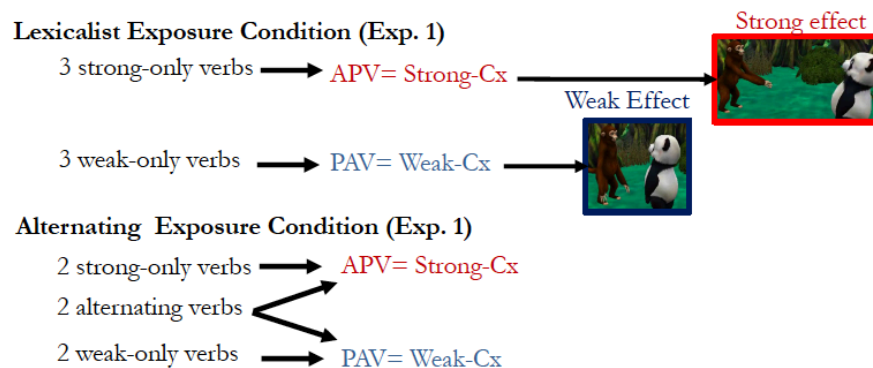 Lexicalist Exposure Condition (Exp. 1)
Strong effect
3 strong-only verbs APV= Strong-Cx
Weak Effect
3 weak-only verbs PAV= Weak-Cx
Alternating Exposure Condition (Exp. 1)
2 strong-only verbs APV= Strong-Cx
2 alternating verbs
2 weak-only verbs PAV= Weak-Cx